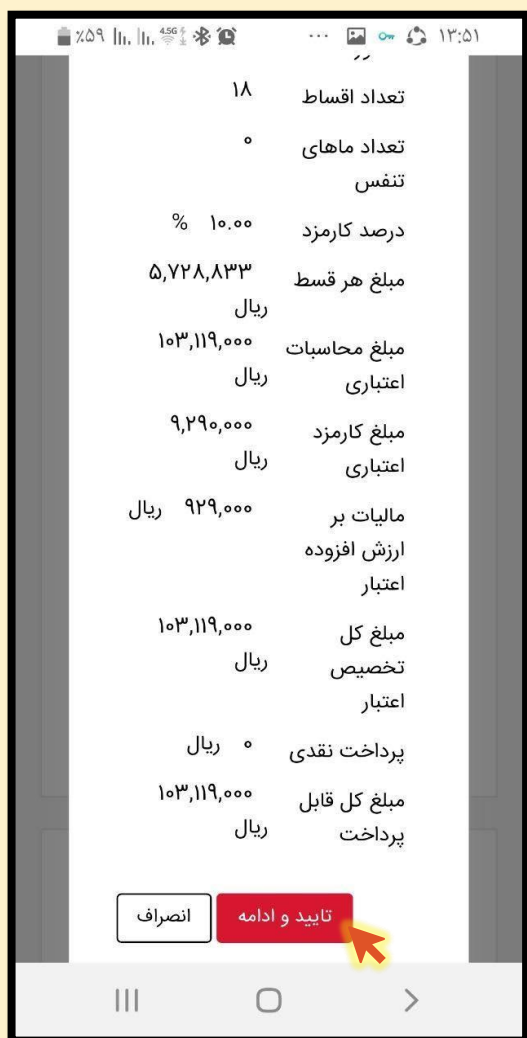 ۱۳:۵۱ ... ٪۵۹ 4.5G
تعداد اقساط ۱۸
تعداد ماهای ۰
تنفس
درصد کارمزد ۱۰.۰۰ %
مبلغ هر قسط ۵,۷۲۸,۸۳۳
ریال
مبلغ محاسبات ۱۰۳,۱۱۹,۰۰۰
اعتباری ریال
مبلغ کارمزد ۹,۲۹۰,۰۰۰
اعتباری ریال
مالیات بر ۹۲۹,۰۰۰ ریال
ارزش افزوده
اعتبار
مبلغ کل ۱۰۳,۱۱۹,۰۰۰
تخصیص ریال
اعتبار
پرداخت نقدی ۰ ریال
مبلغ کل قابل ۱۰۳,۱۱۹,۰۰۰
پرداخت ریال
تایید و ادامه انصراف